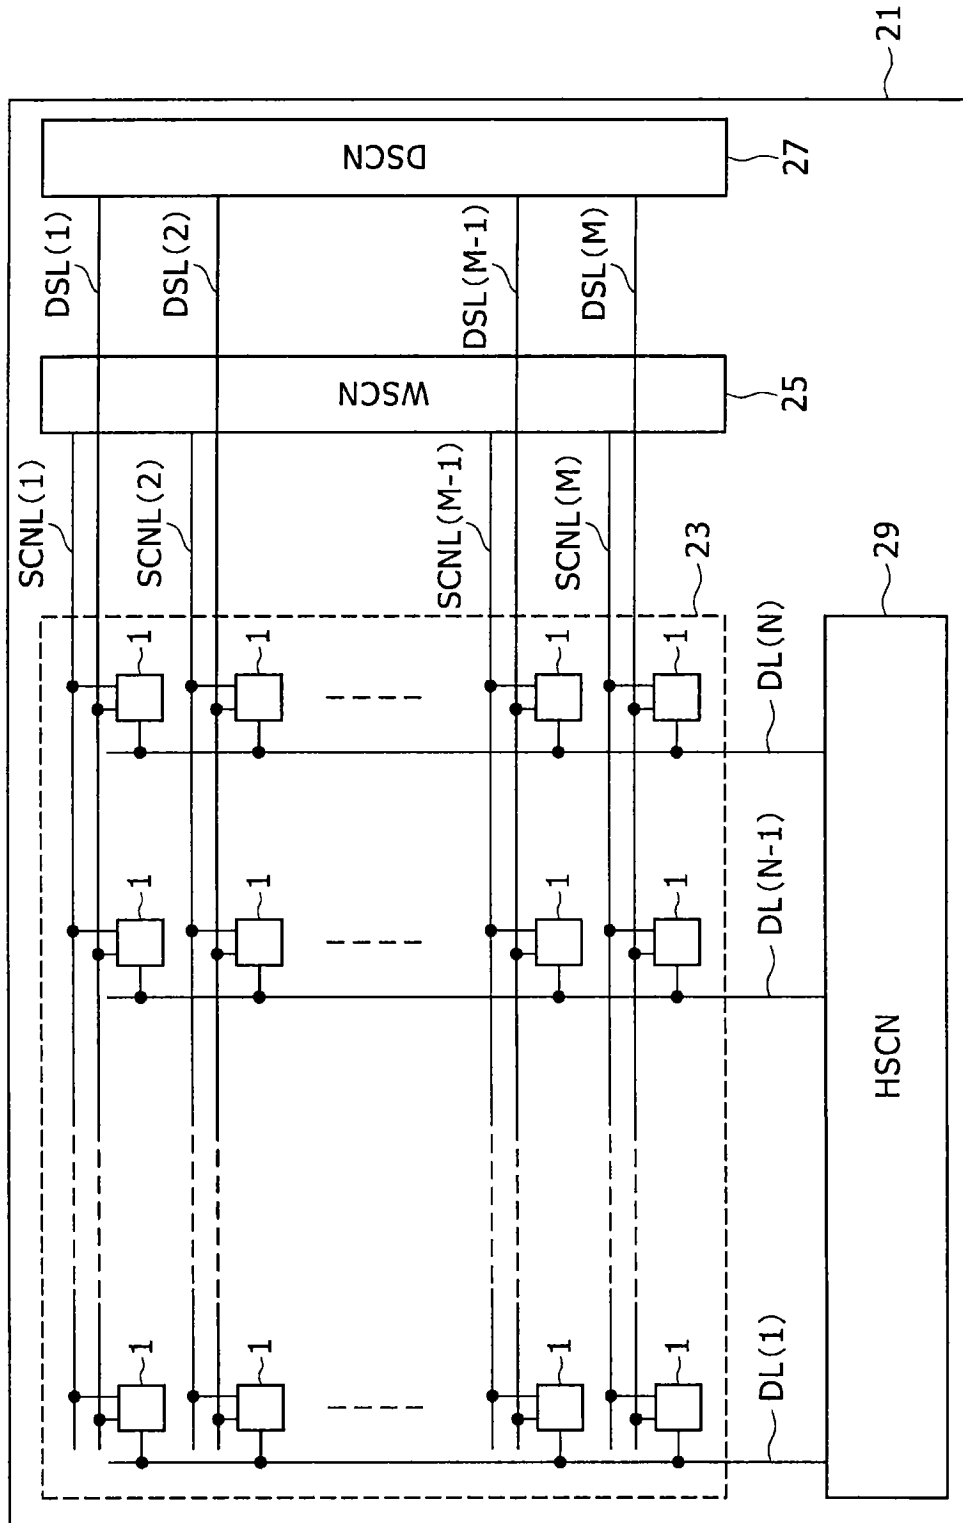 21
DSCN
27
DSL(1)
DSL(2)
DSL(M-1)
DSL(M)
WSCN
25
SCNL(1)
SCNL(2)
SCNL(M-1)
SCNL(M)
23
1
1
1
1
DL(N)
1
1
1
1
DL(N-1)
1
1
1
1
DL(1)
29
HSCN